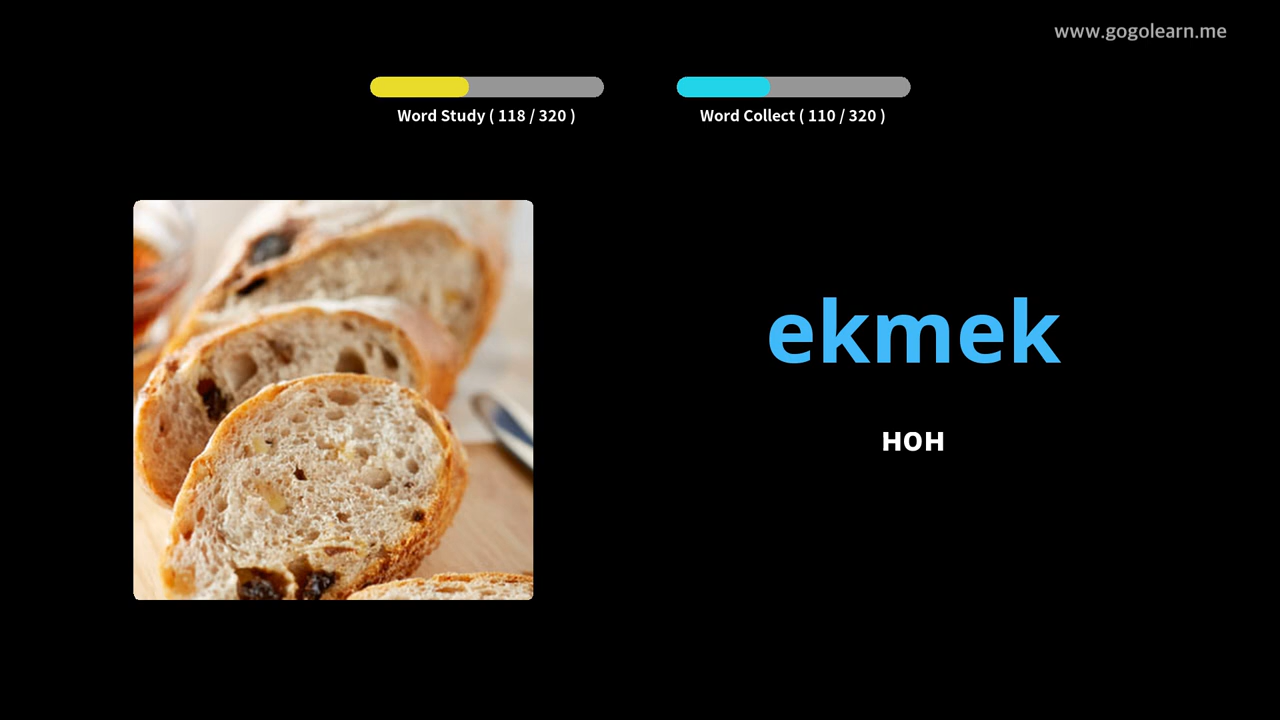 www.gogolearn.me
Word Study ( 118 / 320 )
Word Collect ( 110 / 320 )
ekmek
нон